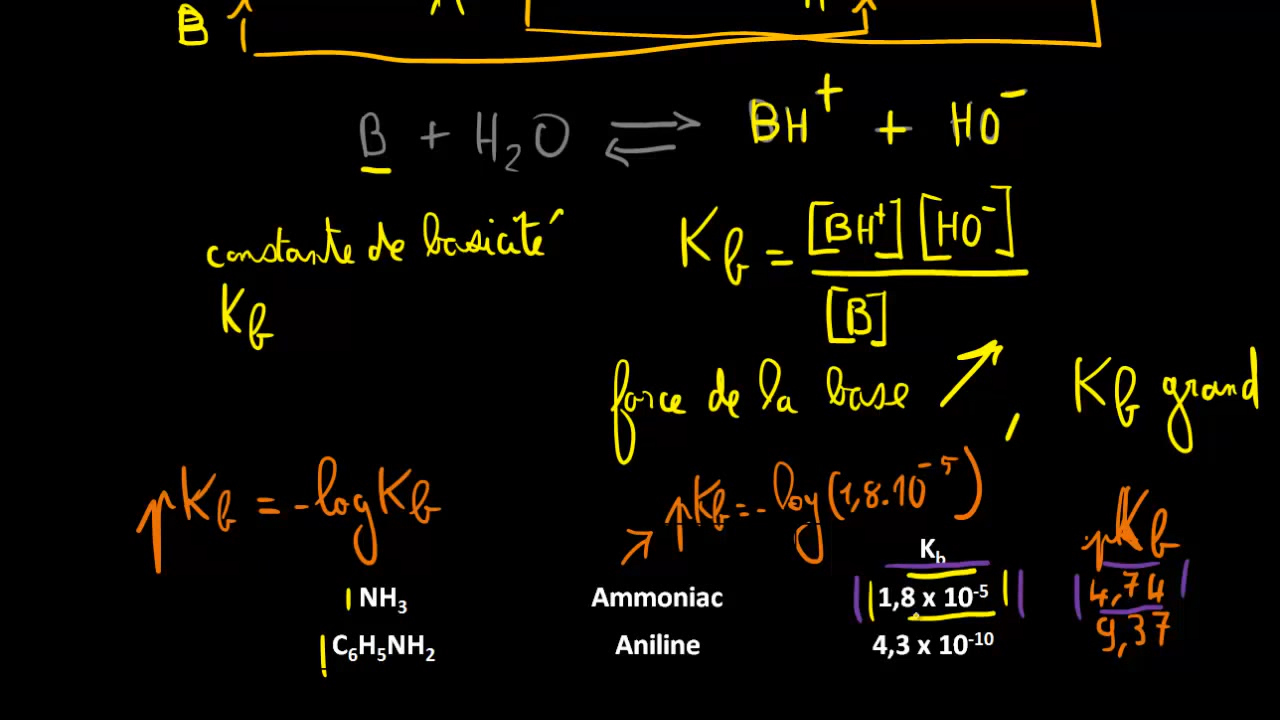 B
B + H₂O ⇌ BH⁺ + HO⁻
constante de basicité
Kb
Kb = [BH⁺] [HO⁻] / [B]
force de la base ↗, Kb grand
pKb = -log Kb
→ pKb = -log(1,8.10⁻⁵)
Kb pKb
NH₃ Ammoniac 1,8 x 10⁻⁵ 4,74
C₆H₅NH₂ Aniline 4,3 x 10⁻¹⁰ 9,37